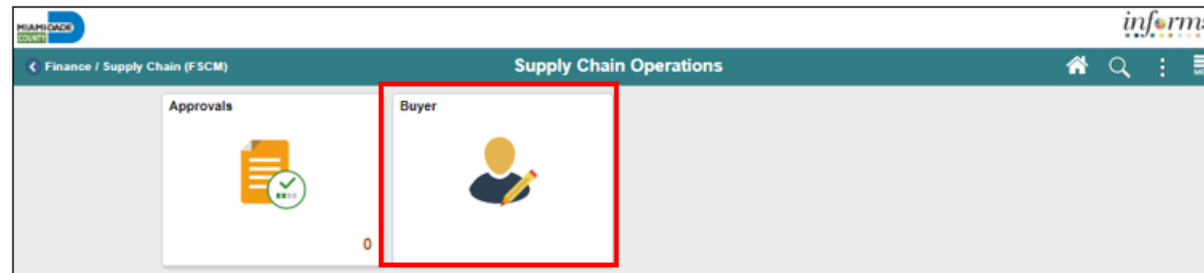 MIAMI-DADE
COUNTY
Finance / Supply Chain (FSCM)
Supply Chain Operations
Approvals
Buyer
0